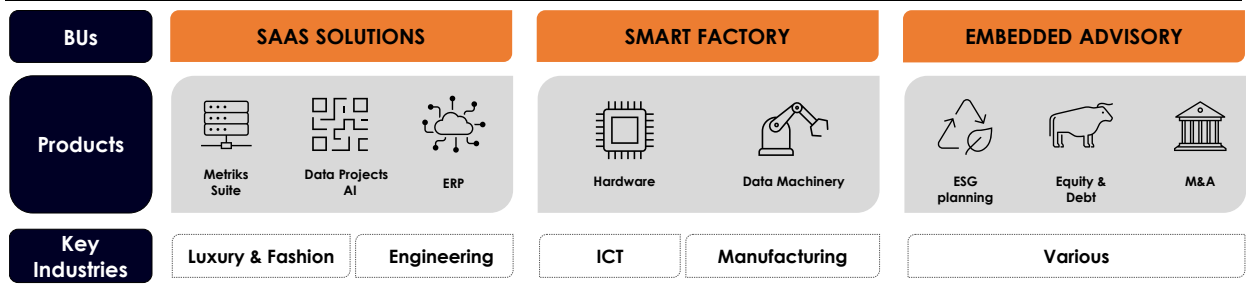 BUs
SAAS SOLUTIONS
SMART FACTORY
EMBEDDED ADVISORY
Products
Metriks
Suite
Data Projects
AI
ERP
Hardware
Data Machinery
ESG
planning
Equity &
Debt
M&A
Key
Industries
Luxury & Fashion
Engineering
ICT
Manufacturing
Various